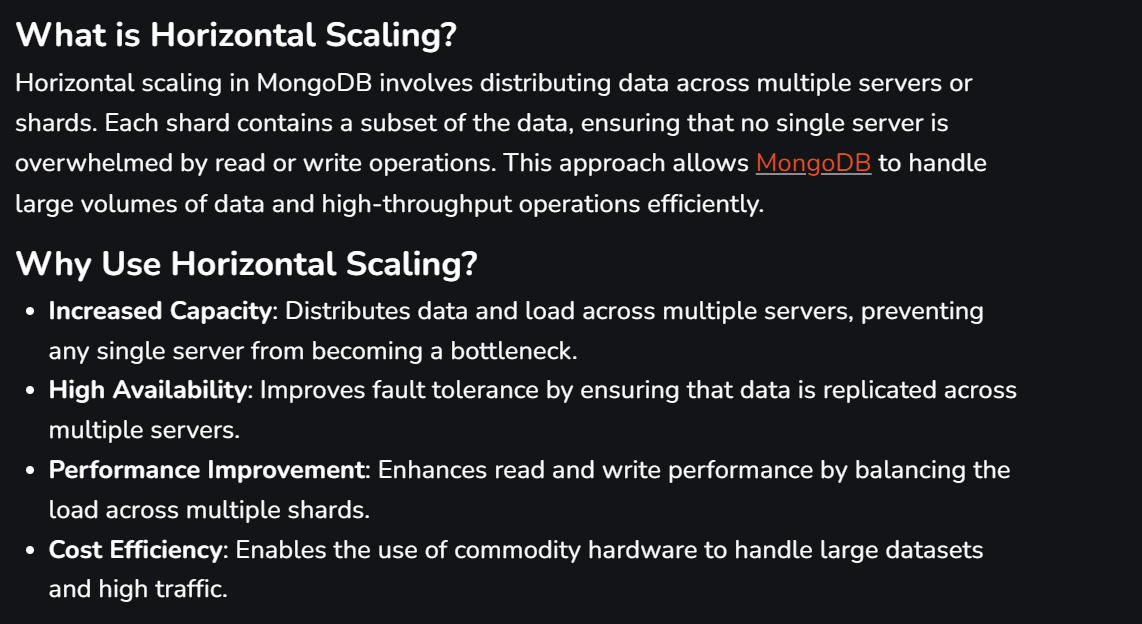 What is Horizontal Scaling?
Horizontal scaling in MongoDB involves distributing data across multiple servers or
shards. Each shard contains a subset of the data, ensuring that no single server is
overwhelmed by read or write operations. This approach allows MongoDB to handle
large volumes of data and high-throughput operations efficiently.
Why Use Horizontal Scaling?
• Increased Capacity: Distributes data and load across multiple servers, preventing
any single server from becoming a bottleneck.
• High Availability: Improves fault tolerance by ensuring that data is replicated across
multiple servers.
• Performance Improvement: Enhances read and write performance by balancing the
load across multiple shards.
• Cost Efficiency: Enables the use of commodity hardware to handle large datasets
and high traffic.